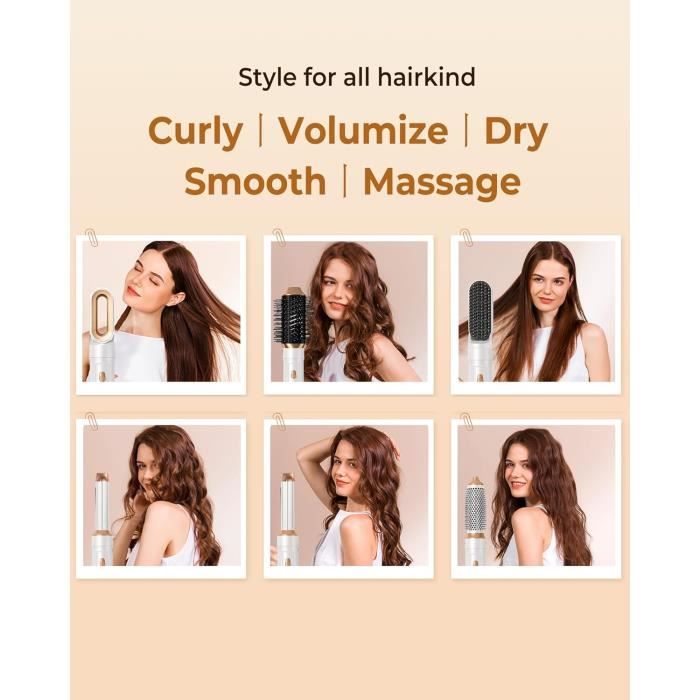 Style for all hairkind
Curly | Volumize | Dry
Smooth | Massage